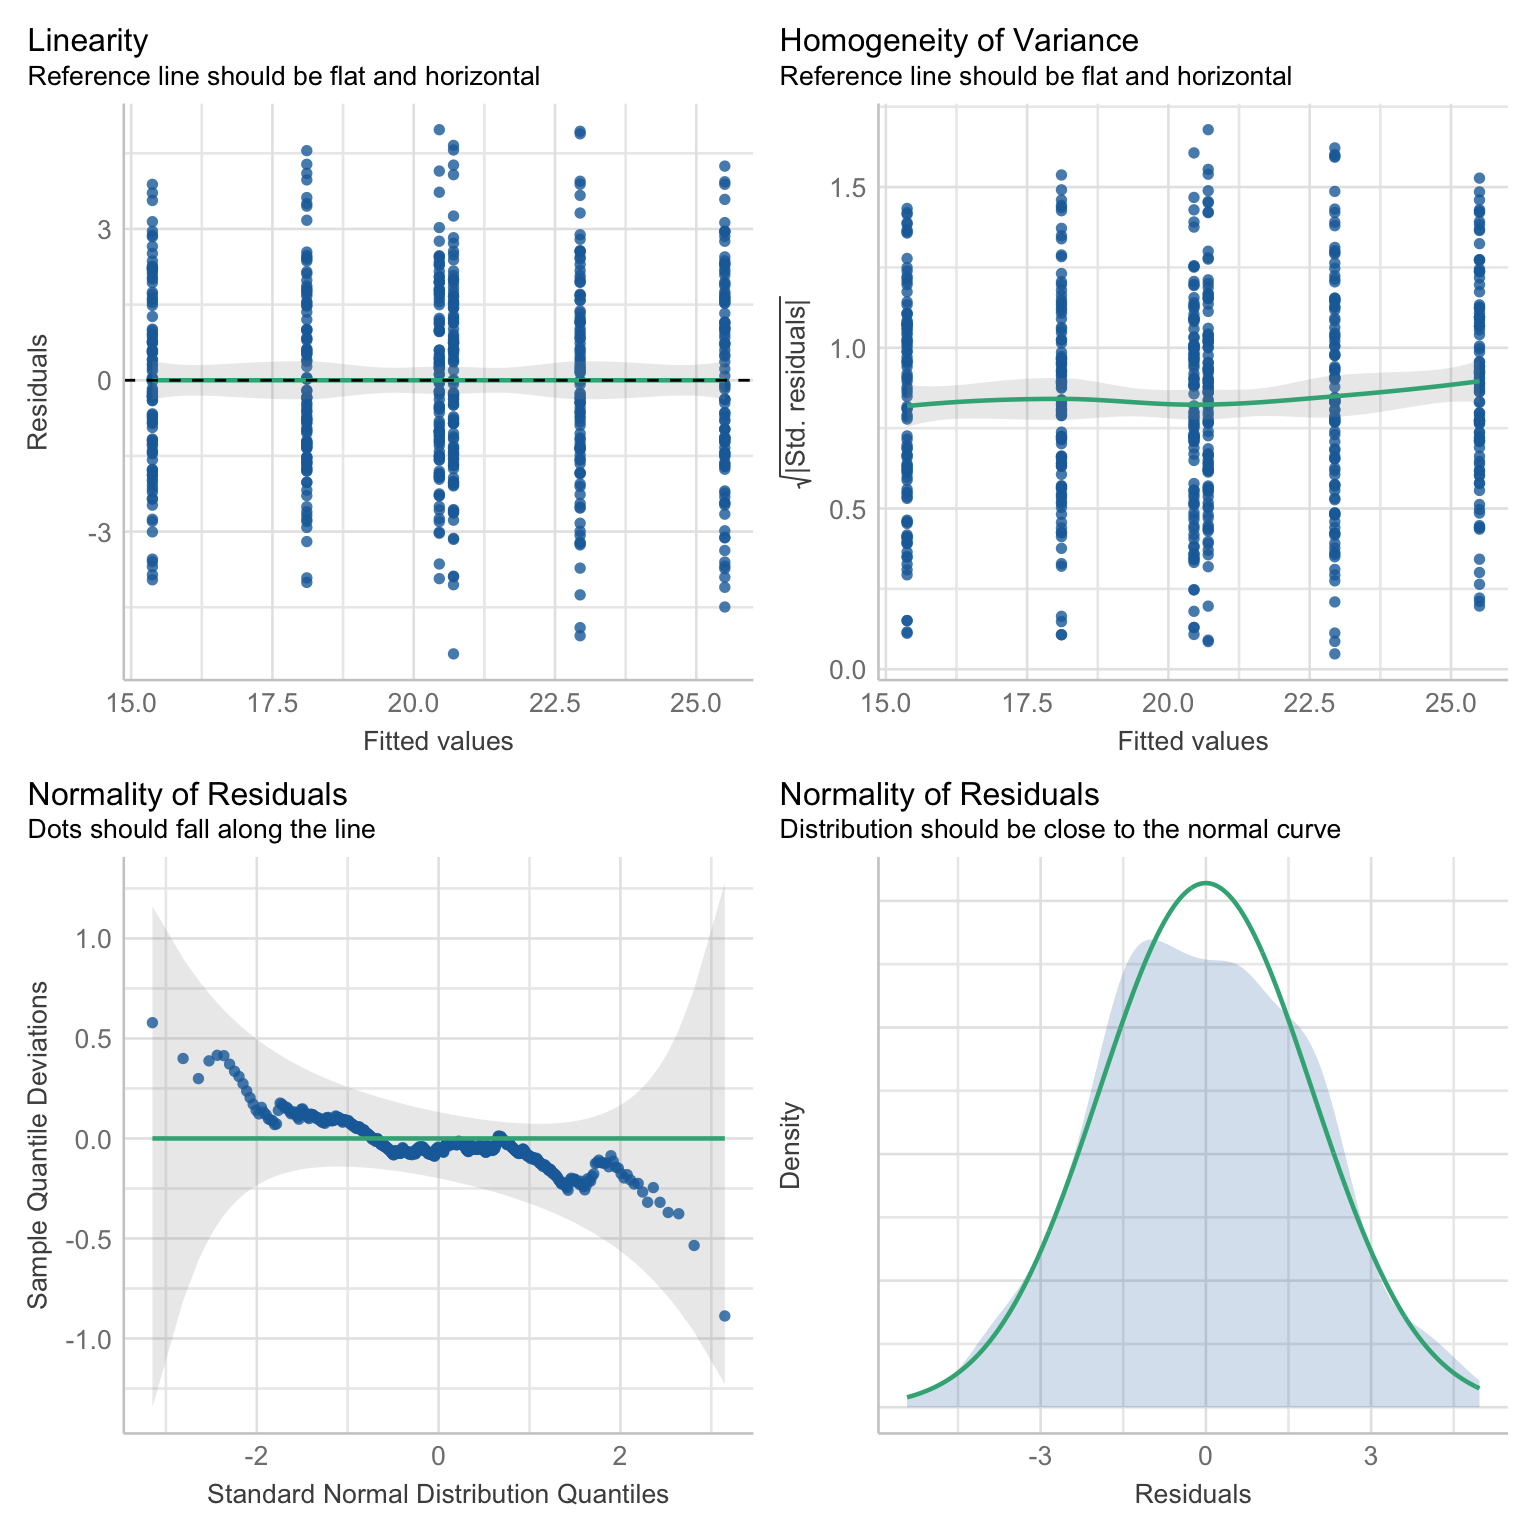 Linearity
Reference line should be flat and horizontal
3
0
-3
Residuals
15.0 17.5 20.0 22.5 25.0
Fitted values
Homogeneity of Variance
Reference line should be flat and horizontal
1.5
1.0
0.5
0.0
√|Std. residuals|
15.0 17.5 20.0 22.5 25.0
Fitted values
Normality of Residuals
Dots should fall along the line
1.0
0.5
0.0
-0.5
-1.0
Sample Quantile Deviations
-2 0 2
Standard Normal Distribution Quantiles
Normality of Residuals
Distribution should be close to the normal curve
Density
-3 0 3
Residuals